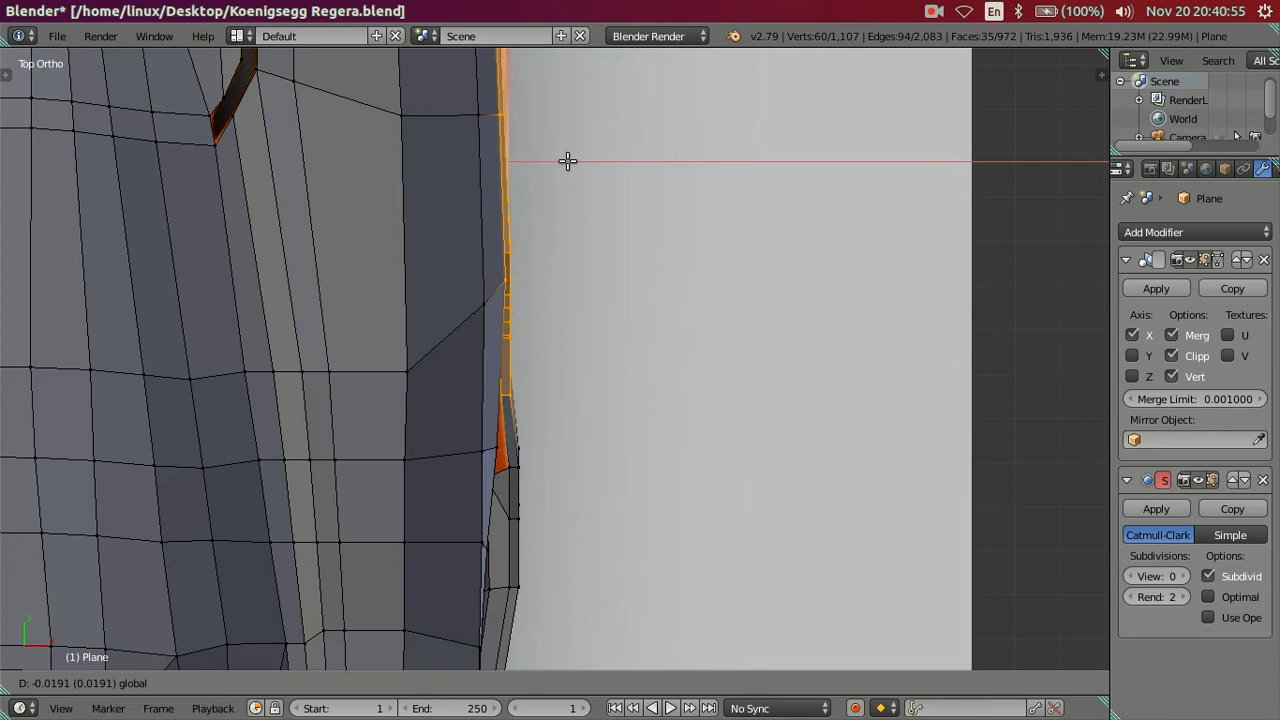 Blender* [/home/linux/Desktop/Koenigsegg Regera.blend]
En
(100%)
Nov 20 20:40:55
File
Render
Window
Help
Default
Scene
Blender Render
v2.79 | Verts:60/1,107 | Edges:94/2,083 | Faces:35/972 | Tris:1,936 | Mem:19.23M (22.99M) | Plane
Top Ortho
View
Search
All Sc
Scene
RenderL
World
Camera
Plane
Add Modifier
Apply
Copy
Axis:
Options:
Textures:
X
Merg
U
Y
Clipp
V
Z
Vert
Merge Limit: 0.001000
Mirror Object:
S
Apply
Copy
Catmull-Clark
Simple
Subdivisions:
Options:
View: 0
Subdivid
Rend: 2
Optimal
Use Ope
y
x
(1) Plane
D: -0.0191 (0.0191) global
View
Marker
Frame
Playback
Start: 1
End: 250
1
No Sync